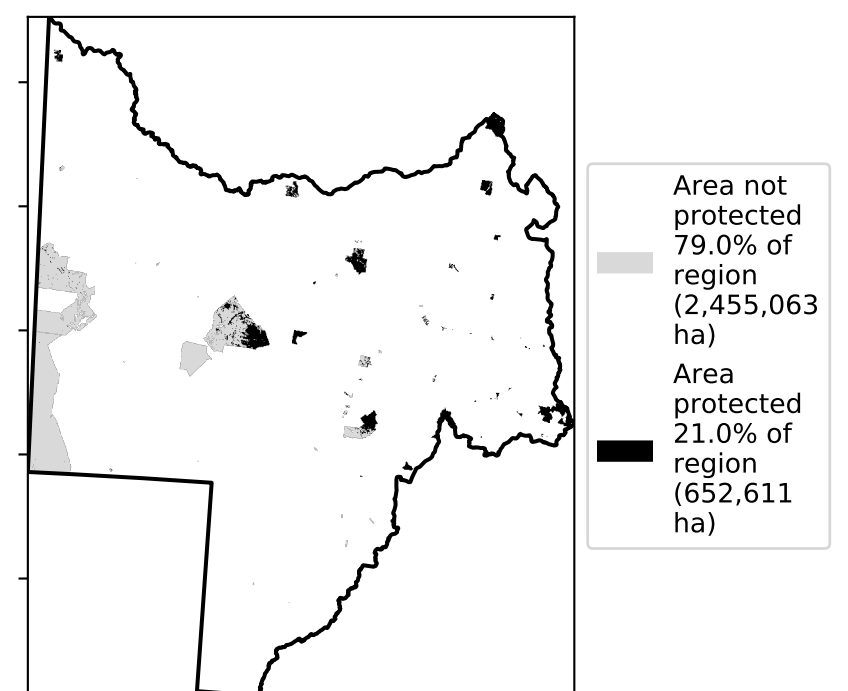 Area not
protected
79.0% of
region
(2,455,063
ha)
Area
protected
21.0% of
region
(652,611
ha)